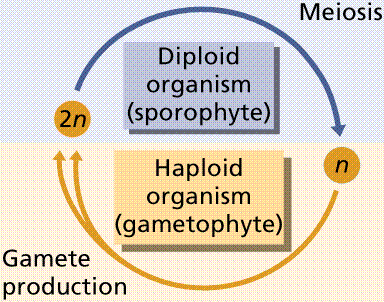 Meiosis
Diploid
organism
(sporophyte)
2n
n
Haploid
organism
(gametophyte)
Gamete
production